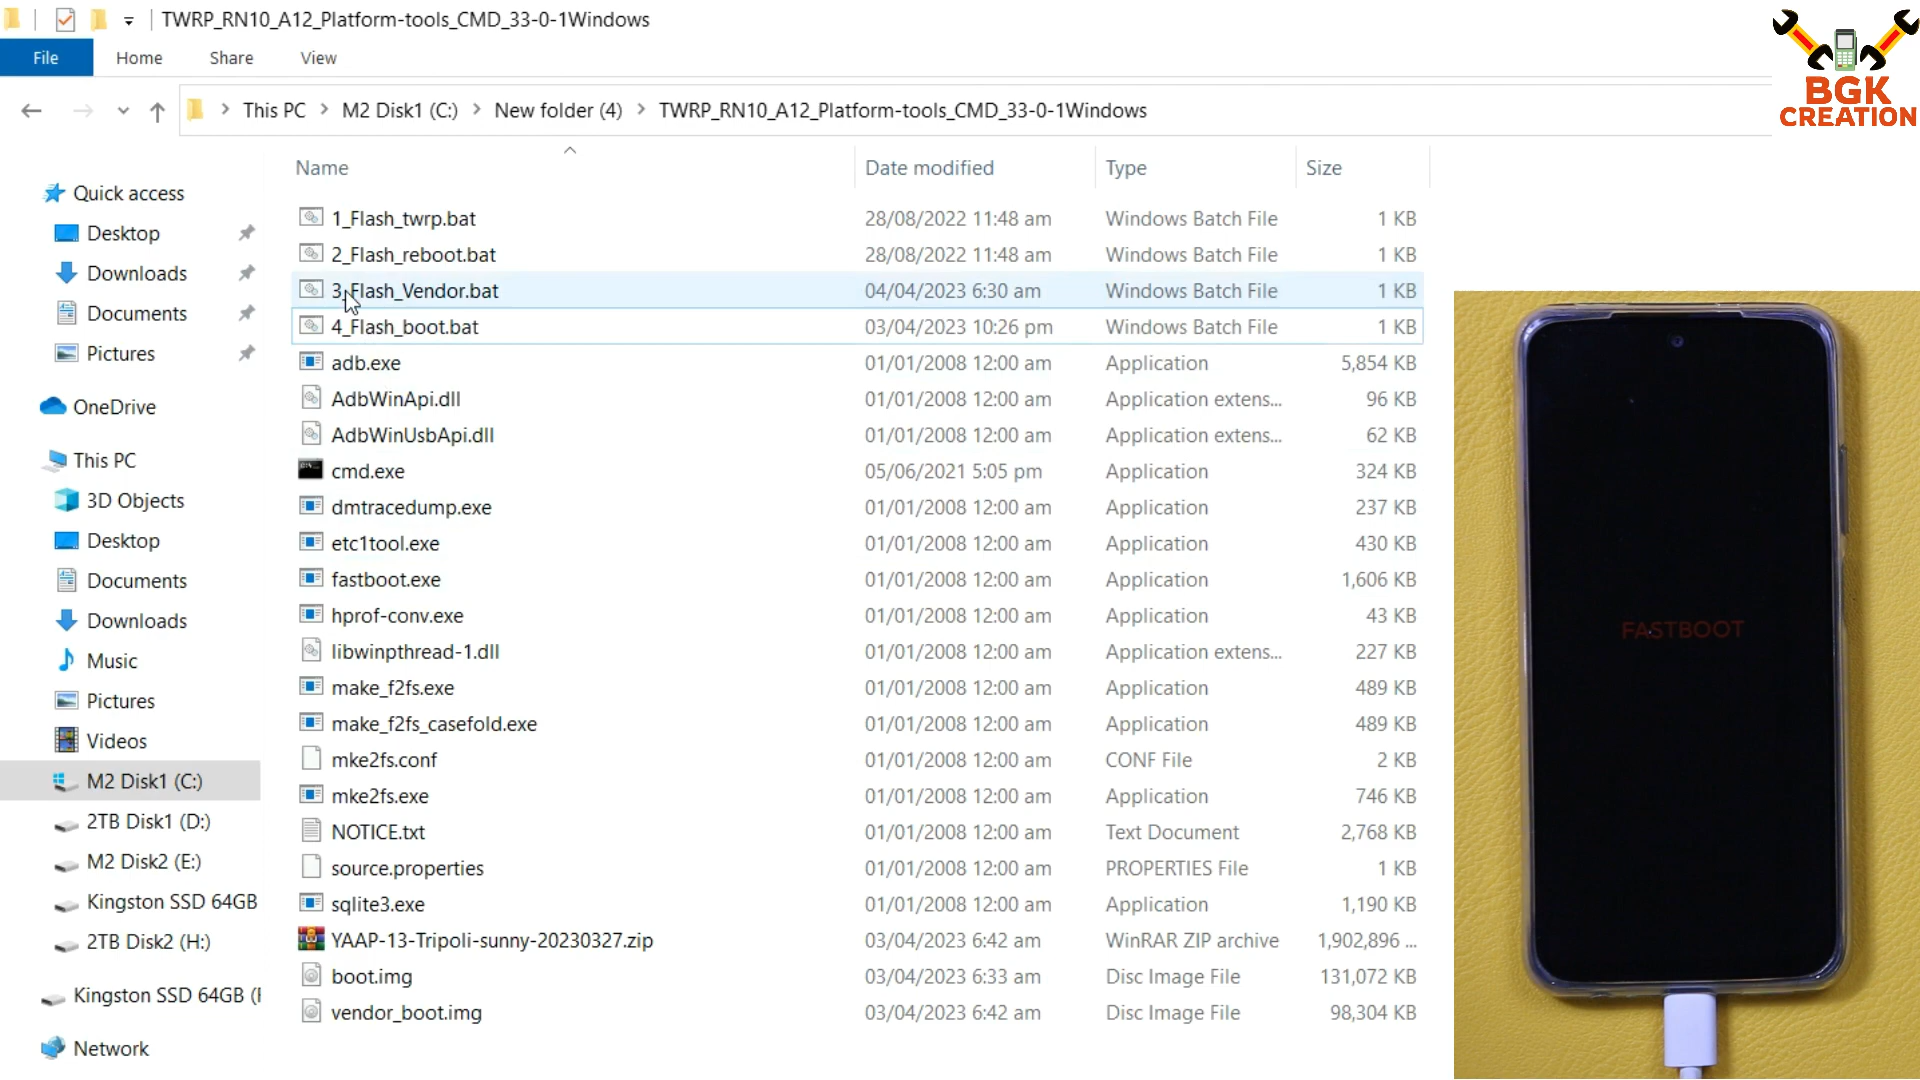 TWRP_RN10_A12_Platform-tools_CMD_33-0-1Windows
File Home Share View
This PC M2 Disk1 (C:) New folder (4) TWRP_RN10_A12_Platform-tools_CMD_33-0-1Windows
BGK
CREATION
Quick access
Desktop
Downloads
Documents
Pictures
OneDrive
This PC
3D Objects
Desktop
Documents
Downloads
Music
Pictures
Videos
M2 Disk1 (C:)
2TB Disk1 (D:)
M2 Disk2 (E:)
Kingston SSD 64GB
2TB Disk2 (H:)
Kingston SSD 64GB (
Network
Name Date modified Type Size
1_Flash_twrp.bat 28/08/2022 11:48 am Windows Batch File 1 KB
2_Flash_reboot.bat 28/08/2022 11:48 am Windows Batch File 1 KB
3_Flash_Vendor.bat 04/04/2023 6:30 am Windows Batch File 1 KB
4_Flash_boot.bat 03/04/2023 10:26 pm Windows Batch File 1 KB
adb.exe 01/01/2008 12:00 am Application 5,854 KB
AdbWinApi.dll 01/01/2008 12:00 am Application extens... 96 KB
AdbWinUsbApi.dll 01/01/2008 12:00 am Application extens... 62 KB
cmd.exe 05/06/2021 5:05 pm Application 324 KB
dmtracedump.exe 01/01/2008 12:00 am Application 237 KB
etc1tool.exe 01/01/2008 12:00 am Application 430 KB
fastboot.exe 01/01/2008 12:00 am Application 1,606 KB
hprof-conv.exe 01/01/2008 12:00 am Application 43 KB
libwinpthread-1.dll 01/01/2008 12:00 am Application extens... 227 KB
make_f2fs.exe 01/01/2008 12:00 am Application 489 KB
make_f2fs_casefold.exe 01/01/2008 12:00 am Application 489 KB
mke2fs.conf 01/01/2008 12:00 am CONF File 2 KB
mke2fs.exe 01/01/2008 12:00 am Application 746 KB
NOTICE.txt 01/01/2008 12:00 am Text Document 2,768 KB
source.properties 01/01/2008 12:00 am PROPERTIES File 1 KB
sqlite3.exe 01/01/2008 12:00 am Application 1,190 KB
YAAP-13-Tripoli-sunny-20230327.zip 03/04/2023 6:42 am WinRAR ZIP archive 1,902,896 ...
boot.img 03/04/2023 6:33 am Disc Image File 131,072 KB
vendor_boot.img 03/04/2023 6:42 am Disc Image File 98,304 KB
FASTBOOT